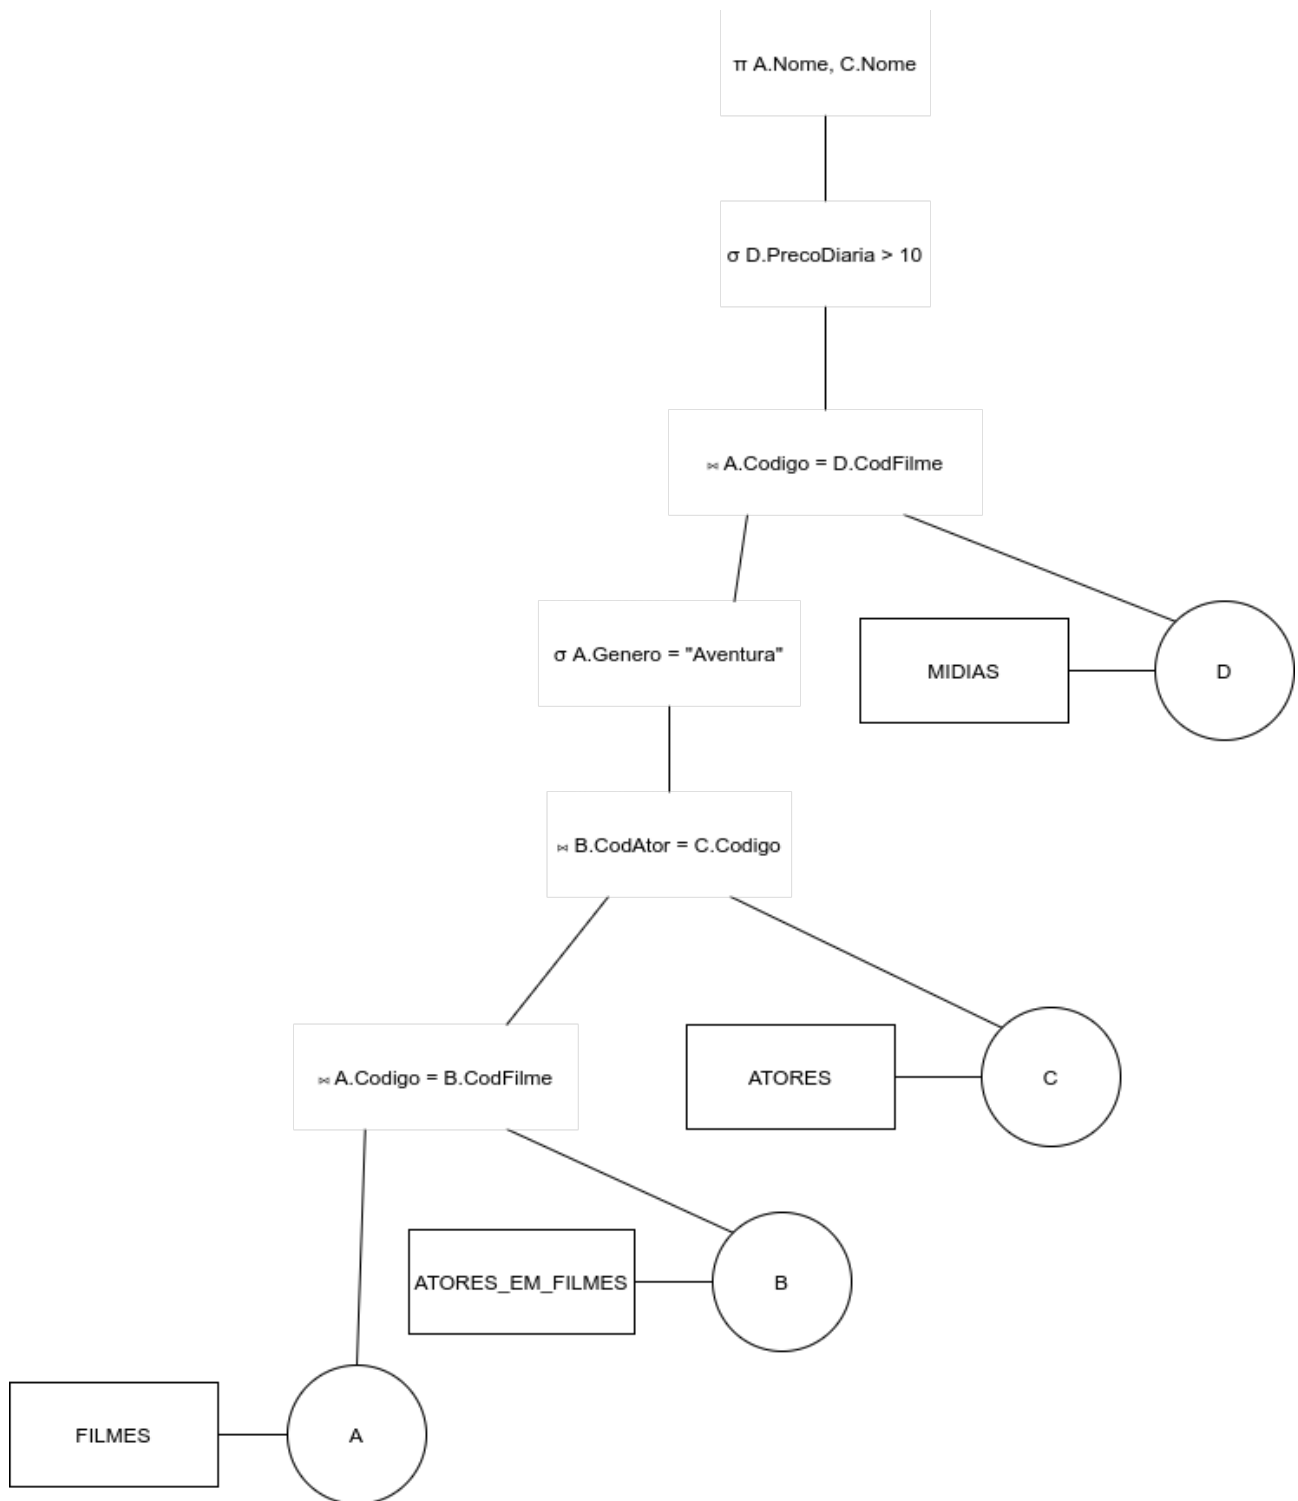 π A.Nome, C.Nome
σ D.PrecoDiaria > 10
⋈ A.Codigo = D.CodFilme
σ A.Genero = "Aventura"
MIDIAS
D
⋈ B.CodAtor = C.Codigo
⋈ A.Codigo = B.CodFilme
ATORES
C
ATORES_EM_FILMES
B
FILMES
A